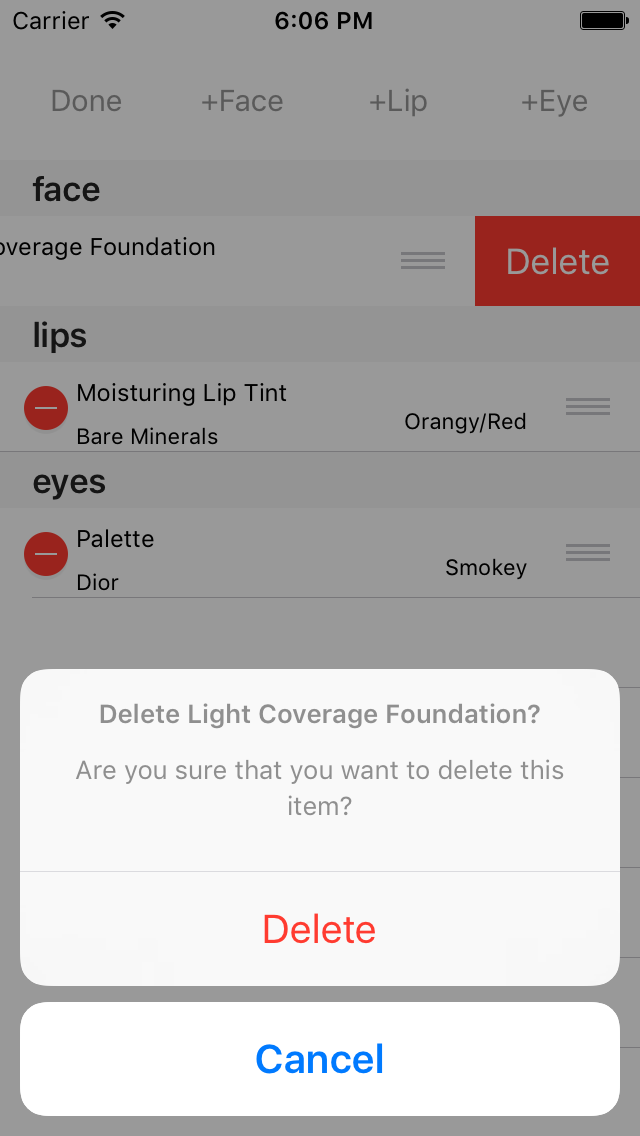 Carrier 6:06 PM
Done +Face +Lip +Eye
face
overage Foundation
Delete
lips
Moisturing Lip Tint
Orangy/Red
Bare Minerals
eyes
Palette
Smokey
Dior
Delete Light Coverage Foundation?
Are you sure that you want to delete this
item?
Delete
Cancel